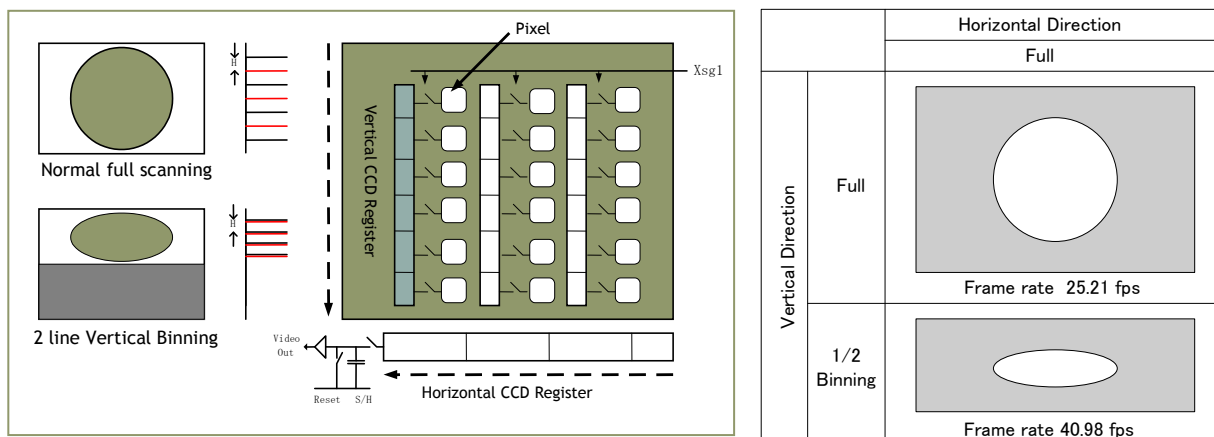 Pixel
Xsg1
H
Normal full scanning
Vertical CCD Register
H
2 line Vertical Binning
Video
Out
Reset S/H
Horizontal CCD Register
Horizontal Direction
Full
Vertical Direction
Full
Frame rate 25.21 fps
1/2
Binning
Frame rate 40.98 fps